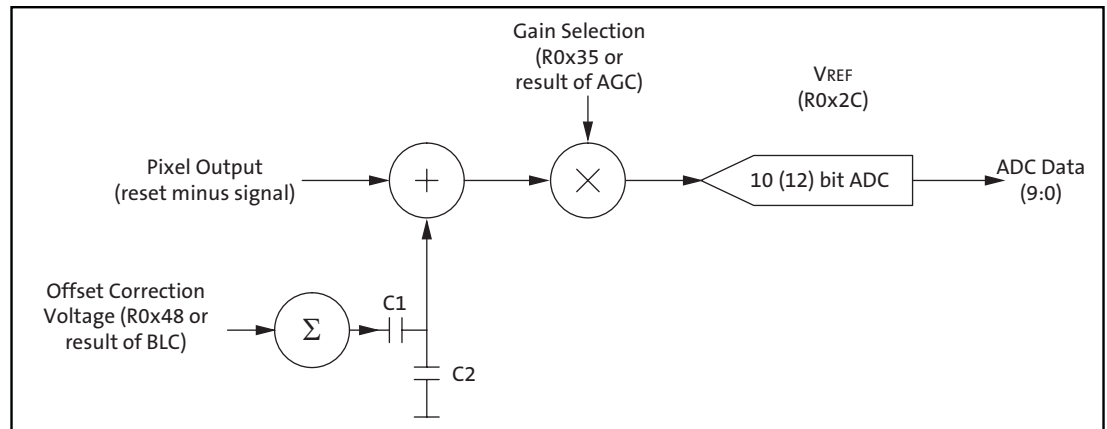 Gain Selection
(R0x35 or
result of AGC)
VREF
(R0x2C)
Pixel Output
(reset minus signal)
+
×
10 (12) bit ADC
ADC Data
(9:0)
Offset Correction
Voltage (R0x48 or
result of BLC)
Σ
C1
C2